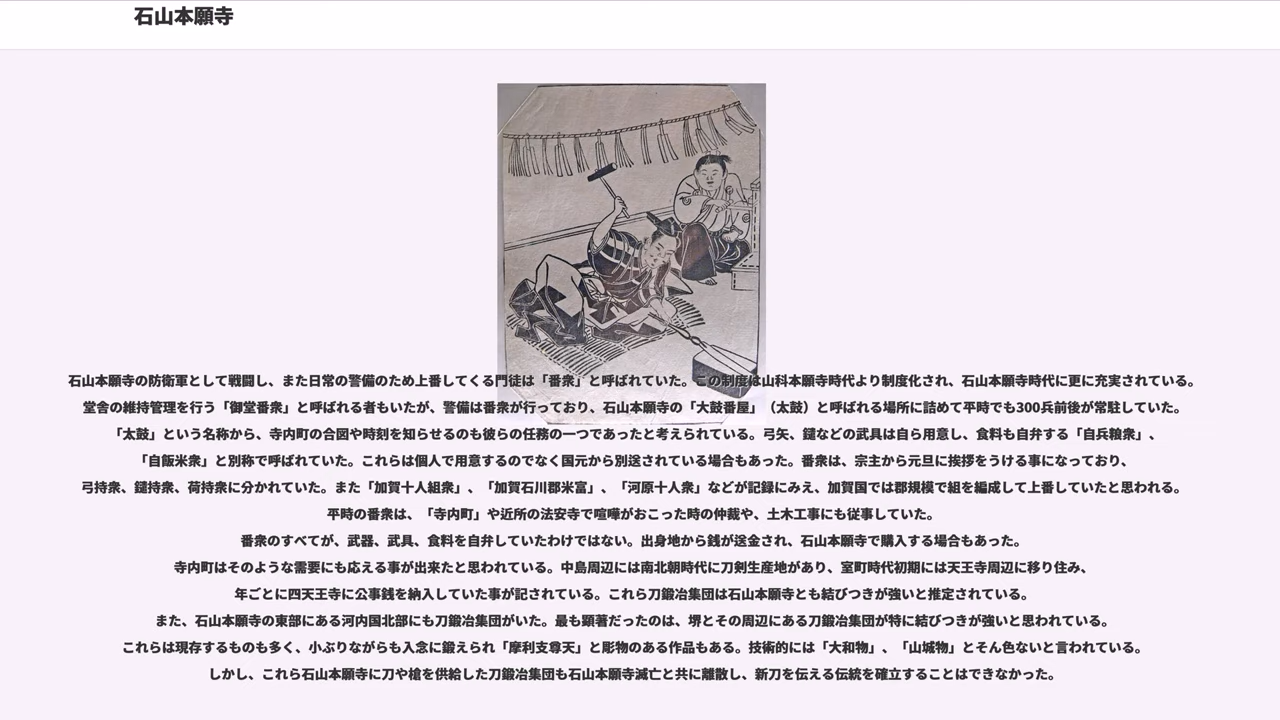 石山本願寺
石山本願寺の防衛軍として戦闘し、また日常の警備のため上番してくる門徒は「番衆」と呼ばれていた。この制度は山科本願寺時代より制度化され、石山本願寺時代に更に充実されている。
堂舎の維持管理を行う「御堂番衆」と呼ばれる者もいたが、警備は番衆が行っており、石山本願寺の「大鼓番屋」（太鼓）と呼ばれる場所に詰めて平時でも300兵前後が常駐していた。
「太鼓」という名称から、寺内町の合図や時刻を知らせるのも彼らの任務の一つであったと考えられている。弓矢、鑓などの武具は自ら用意し、食料も自弁する「自兵粮衆」、
「自飯米衆」と別称で呼ばれていた。これらは個人で用意するのでなく国元から別送されている場合もあった。番衆は、宗主から元旦に挨拶をうける事になっており、
弓持衆、鑓持衆、荷持衆に分かれていた。また「加賀十人組衆」、「加賀石川郡米富」、「河原十人衆」などが記録にみえ、加賀国では郡規模で組を編成して上番していたと思われる。
平時の番衆は、「寺内町」や近所の法安寺で喧嘩がおこった時の仲裁や、土木工事にも従事していた。
番衆のすべてが、武器、武具、食料を自弁していたわけではない。出身地から銭が送金され、石山本願寺で購入する場合もあった。
寺内町はそのような需要にも応える事が出来たと思われている。中島周辺には南北朝時代に刀剣生産地があり、室町時代初期には天王寺周辺に移り住み、
年ごとに四天王寺に公事銭を納入していた事が記されている。これら刀鍛冶集団は石山本願寺とも結びつきが強いと推定されている。
また、石山本願寺の東部にある河内国北部にも刀鍛冶集団がいた。最も顕著だったのは、堺とその周辺にある刀鍛冶集団が特に結びつきが強いと思われている。
これらは現存するものも多く、小ぶりながらも入念に鍛えられ「摩利支尊天」と彫物のある作品もある。技術的には「大和物」、「山城物」とそん色ないと言われている。
しかし、これら石山本願寺に刀や槍を供給した刀鍛冶集団も石山本願寺滅亡と共に離散し、新刀を伝える伝統を確立することはできなかった。